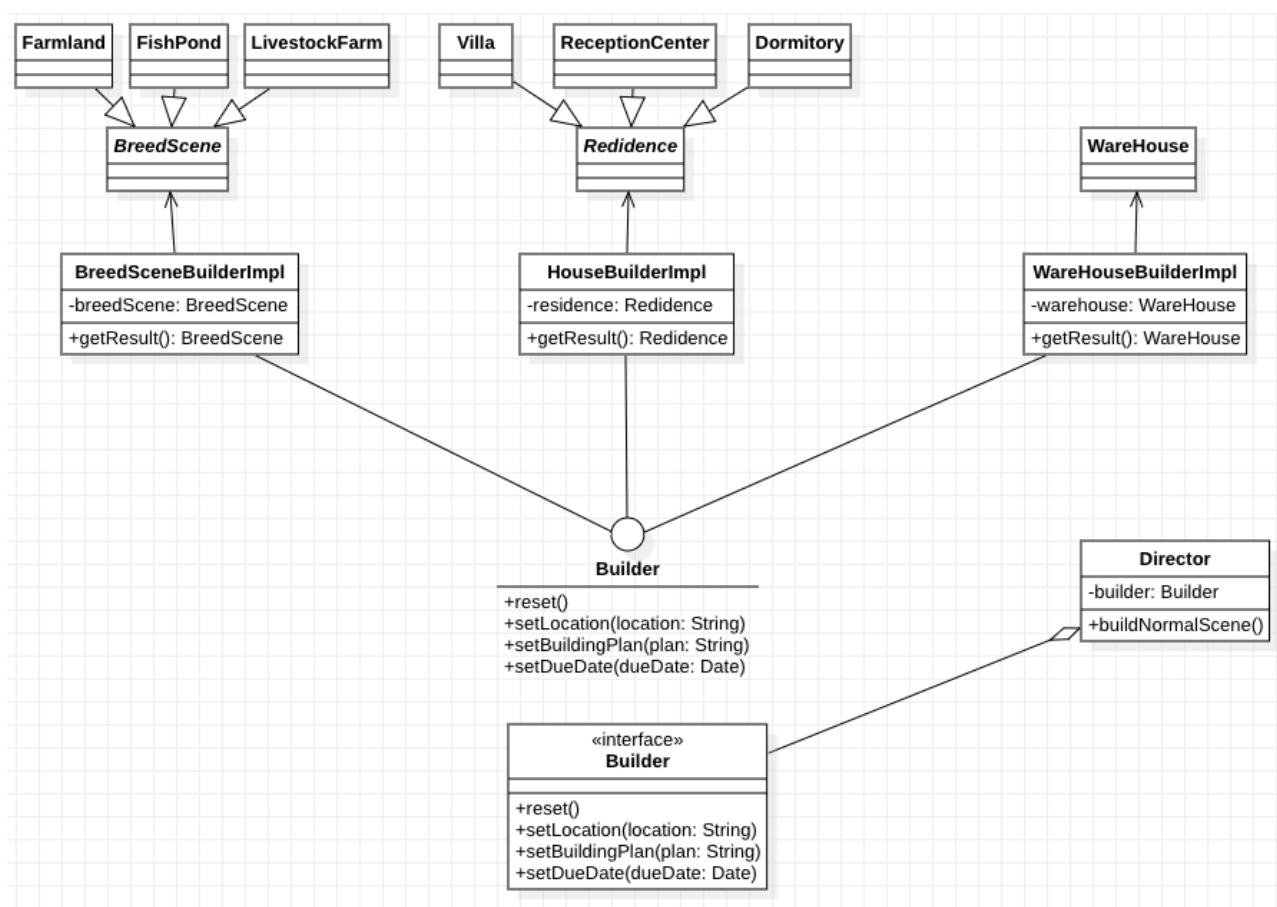 Farmland
FishPond
LivestockFarm
Villa
ReceptionCenter
Dormitory
BreedScene
Redidence
WareHouse
BreedSceneBuilderImpl
-breedScene: BreedScene
+getResult(): BreedScene
HouseBuilderImpl
-residence: Redidence
+getResult(): Redidence
WareHouseBuilderImpl
-warehouse: WareHouse
+getResult(): WareHouse
Builder
+reset()
+setLocation(location: String)
+setBuildingPlan(plan: String)
+setDueDate(dueDate: Date)
Director
-builder: Builder
+buildNormalScene()
«interface»
Builder
+reset()
+setLocation(location: String)
+setBuildingPlan(plan: String)
+setDueDate(dueDate: Date)